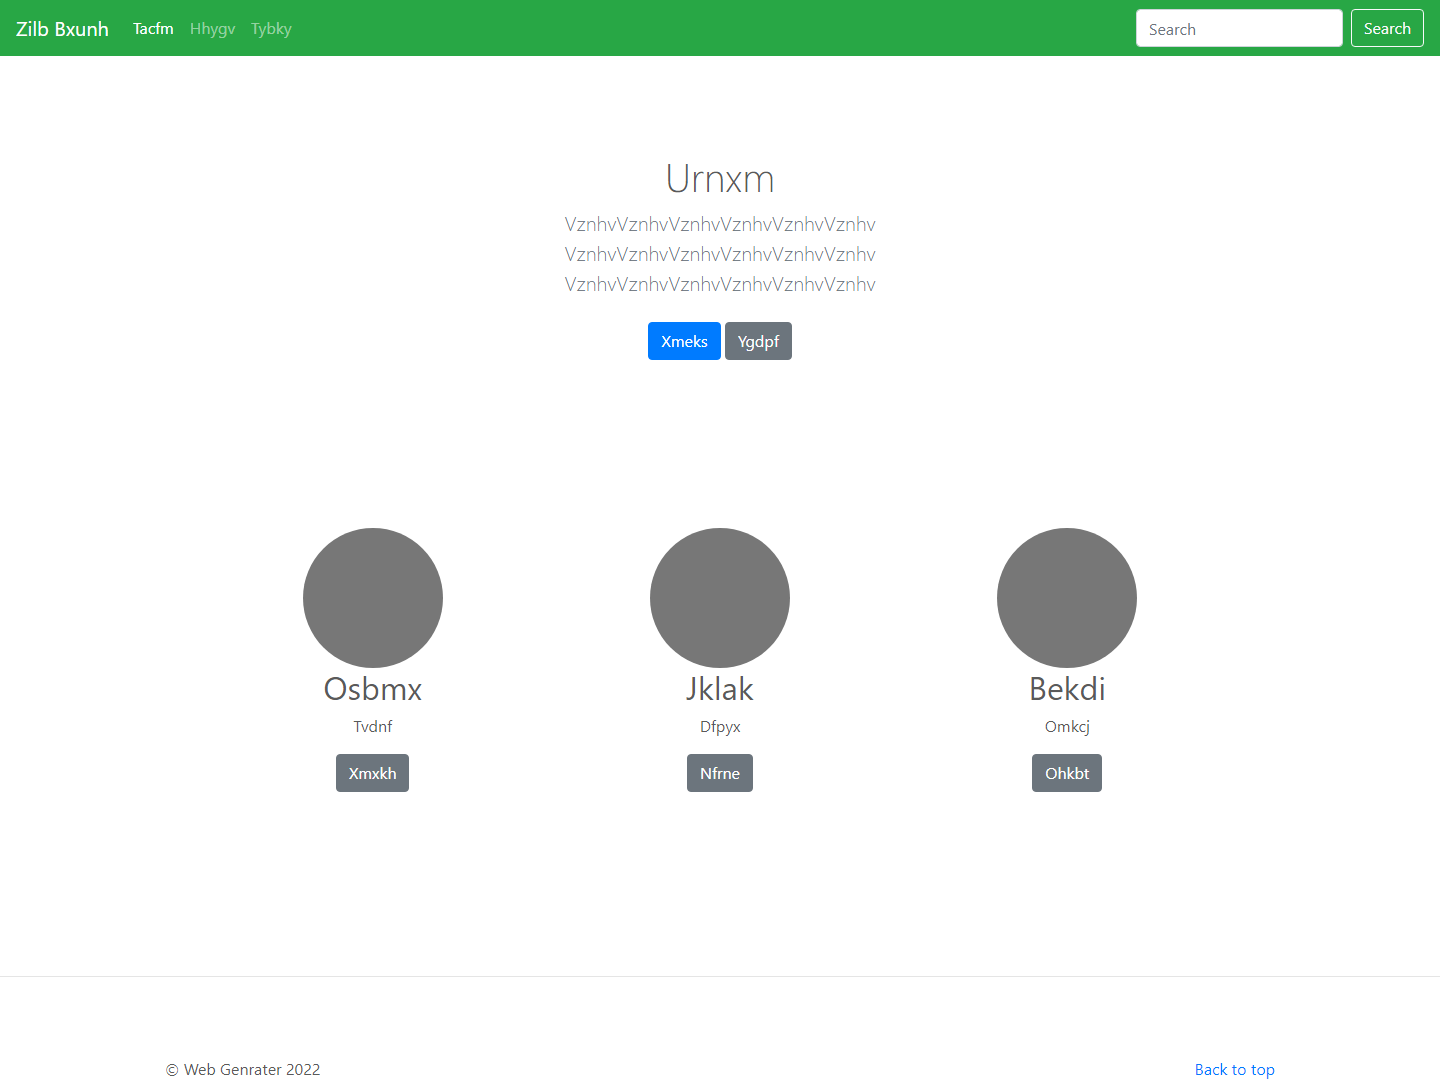 Zilb Bxunh Tacfm Hhygv Tybky Search Search
Urnxm
VznhvVznhvVznhvVznhvVznhvVznhv
VznhvVznhvVznhvVznhvVznhvVznhv
VznhvVznhvVznhvVznhvVznhvVznhv
Xmeks Ygdpf
Osbmx
Tvdnf
Xmxkh
Jklak
Dfpyx
Nfrne
Bekdi
Omkcj
Ohkbt
© Web Genrater 2022
Back to top